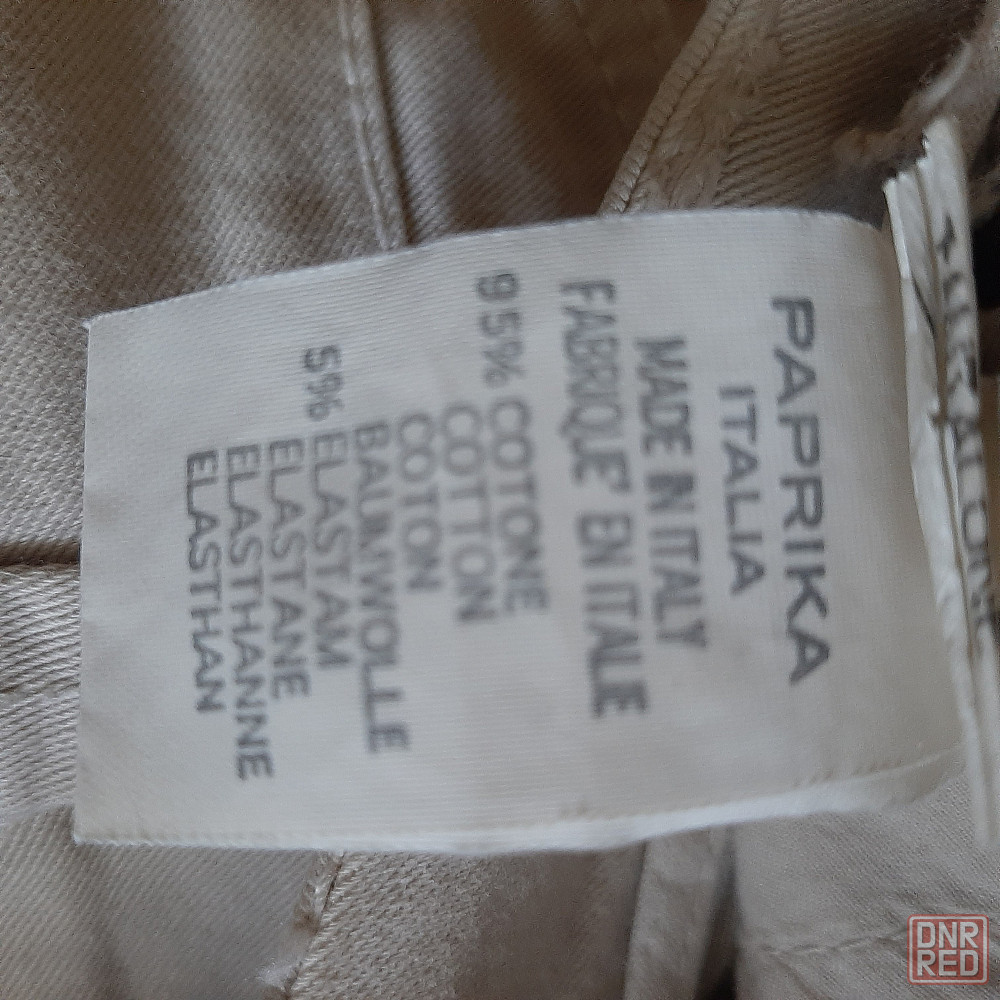 PAPRIKA
ITALIA
MADE IN ITALY
FABRIQUE' EN ITALIE
95% COTONE
COTTON
COTON
BAUMWOLLE
5% ELASTAM
ELASTANE
ELASTHANNE
ELASTHAN
DNR
RED